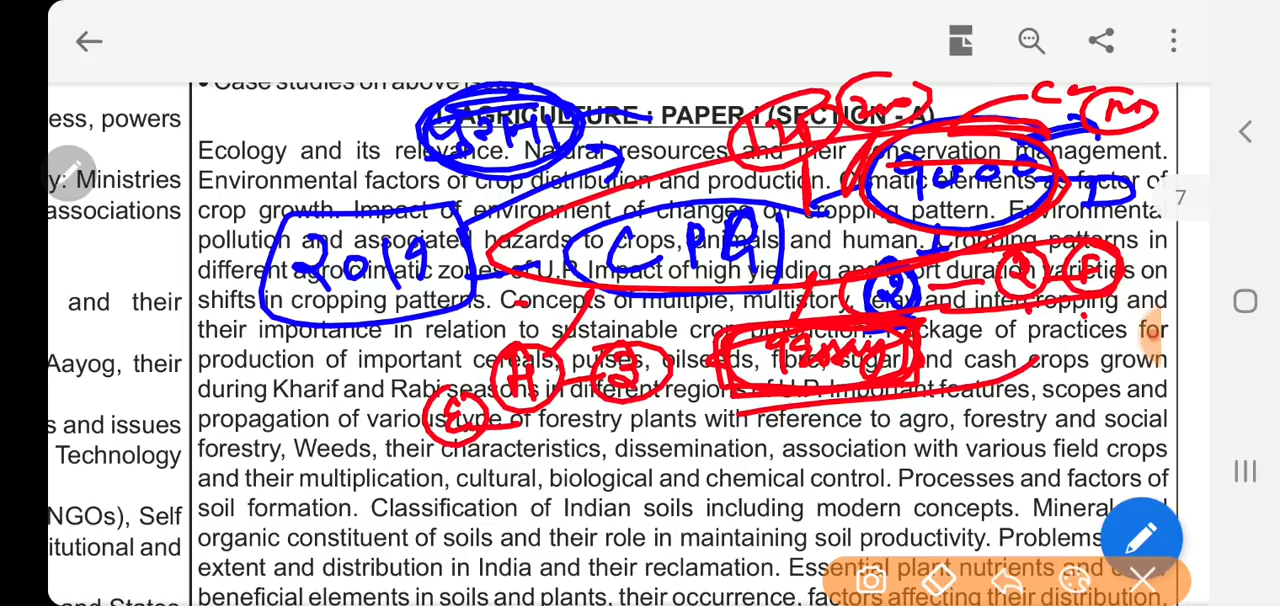 • Case studies on above
AGRICULTURE : PAPER-I (SECTION - A)
ess, powers
y: Ministries
associations
and their
Aayog, their
s and issues
Technology
NGOs), Self
itutional and
and States
Ecology and its relevance. Natural resources and their conservation management.
Environmental factors of crop distribution and production. Climatic elements as factor of
crop growth. Impact of environment of changes on cropping pattern. Environmental
pollution and associated hazards to crops, animals and human. Cropping patterns in
different agroclimatic zones of U.P. Impact of high yielding and short duration varieties on
shifts in cropping patterns. Concepts of multiple, multistory, relay and inter cropping and
their importance in relation to sustainable crop production. Package of practices for
production of important cereals, pulses, oilseeds, fibre, sugar and cash crops grown
during Kharif and Rabi seasons in different regions of U.P. Important features, scopes and
propagation of various type of forestry plants with reference to agro, forestry and social
forestry, Weeds, their characteristics, dissemination, association with various field crops
and their multiplication, cultural, biological and chemical control. Processes and factors of
soil formation. Classification of Indian soils including modern concepts. Mineral
organic constituent of soils and their role in maintaining soil productivity. Problems
extent and distribution in India and their reclamation. Essential plant nutrients and
beneficial elements in soils and plants, their occurrence, factors affecting their distribution,
2019
9000
2
H
3
E
M
7